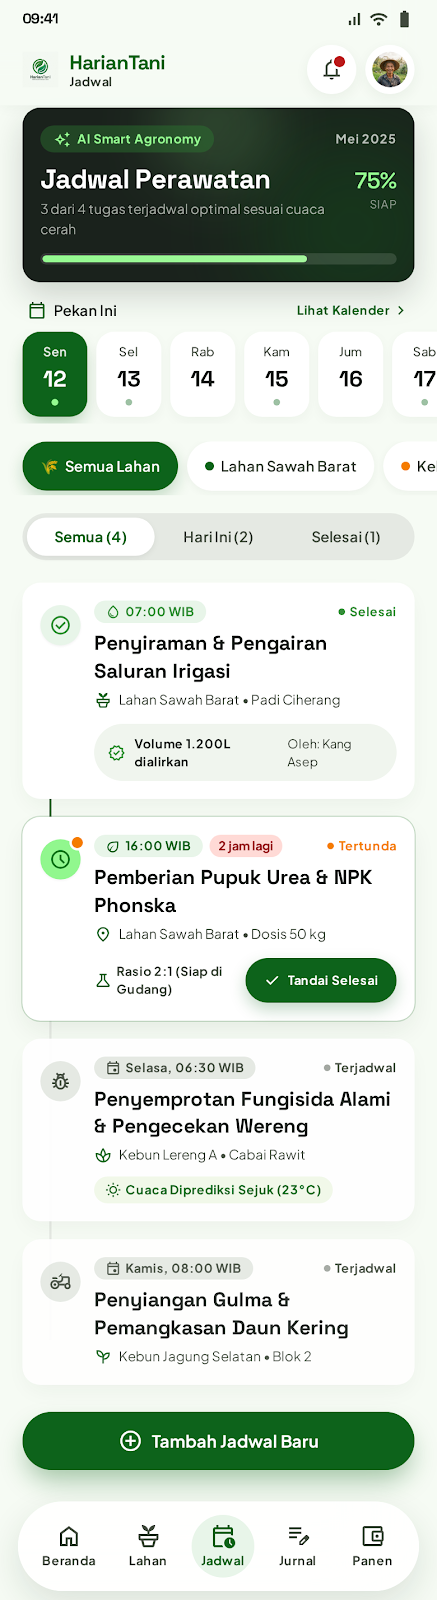 09:41
HarianTani
HarianTani
Jadwal
AI Smart Agronomy
Mei 2025
Jadwal Perawatan
75%
3 dari 4 tugas terjadwal optimal sesuai cuaca
cerah
SIAP
Pekan Ini
Lihat Kalender
Sen
Sel
Rab
Kam
Jum
Sab
12
13
14
15
16
17
Semua Lahan
Lahan Sawah Barat
Ke
Semua (4)
Hari Ini (2)
Selesai (1)
07:00 WIB
Selesai
Penyiraman & Pengairan
Saluran Irigasi
Lahan Sawah Barat • Padi Ciherang
Volume 1.200L
dialirkan
Oleh: Kang
Asep
16:00 WIB
2 jam lagi
Tertunda
Pemberian Pupuk Urea & NPK
Phonska
Lahan Sawah Barat • Dosis 50 kg
Rasio 2:1 (Siap di
Gudang)
Tandai Selesai
Selasa, 06:30 WIB
Terjadwal
Penyemprotan Fungisida Alami
& Pengecekan Wereng
Kebun Lereng A • Cabai Rawit
Cuaca Diprediksi Sejuk (23°C)
Kamis, 08:00 WIB
Terjadwal
Penyiangan Gulma &
Pemangkasan Daun Kering
Kebun Jagung Selatan • Blok 2
Tambah Jadwal Baru
Beranda
Lahan
Jadwal
Jurnal
Panen